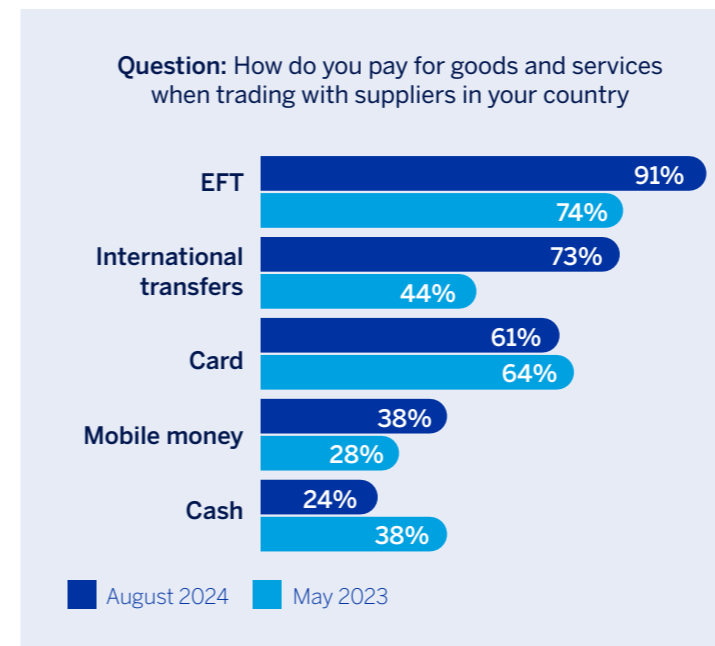 Question: How do you pay for goods and services
when trading with suppliers in your country
EFT
91%
74%
International
transfers
73%
44%
Card
61%
64%
Mobile money
38%
28%
Cash
24%
38%
August 2024
May 2023